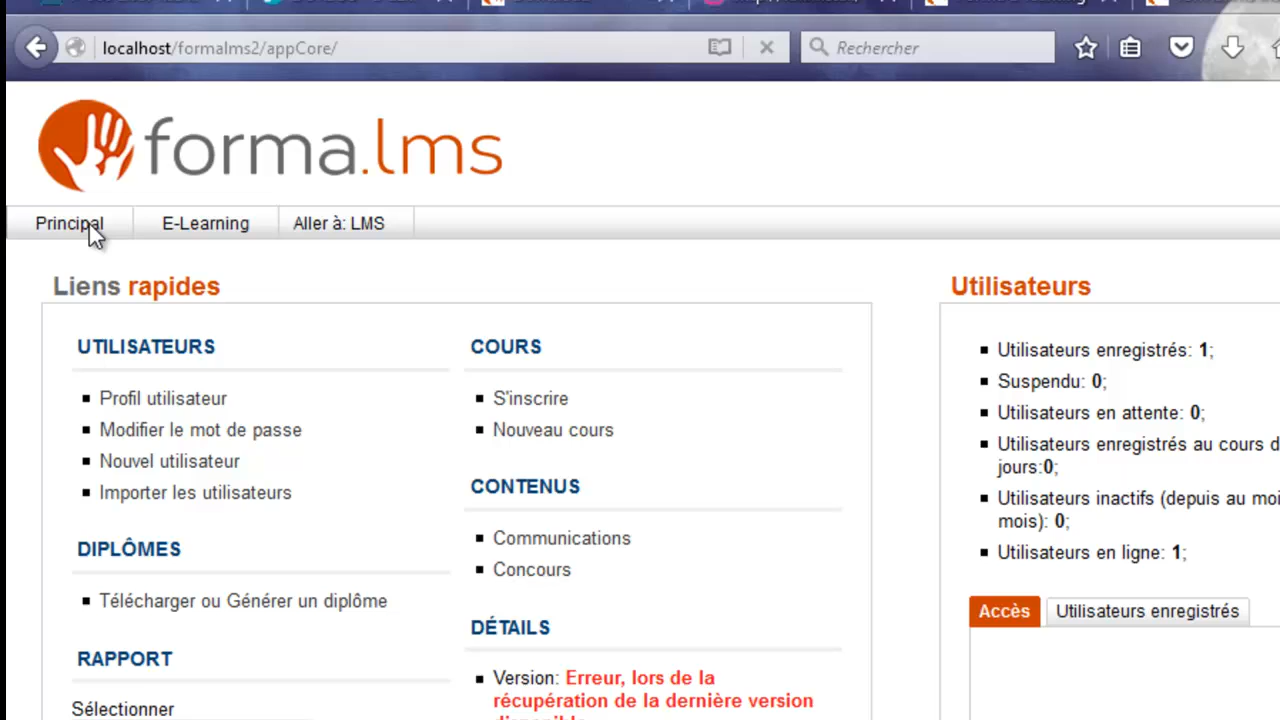 localhost/formalms2/appCore/
Rechercher
forma.lms
Principal
E-Learning
Aller à: LMS
Liens rapides
UTILISATEURS
Profil utilisateur
Modifier le mot de passe
Nouvel utilisateur
Importer les utilisateurs
DIPLÔMES
Télécharger ou Générer un diplôme
RAPPORT
Sélectionner
COURS
S'inscrire
Nouveau cours
CONTENUS
Communications
Concours
DÉTAILS
Version: Erreur, lors de la
récupération de la dernière version
Utilisateurs
Utilisateurs enregistrés: 1;
Suspendu: 0;
Utilisateurs en attente: 0;
Utilisateurs enregistrés au cours d
jours:0;
Utilisateurs inactifs (depuis au moi
mois): 0;
Utilisateurs en ligne: 1;
Accès
Utilisateurs enregistrés